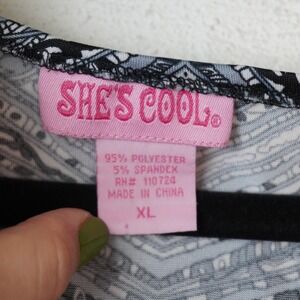 SHE'S COOL®
95% POLYESTER
5% SPANDEX
RN# 110724
MADE IN CHINA
XL